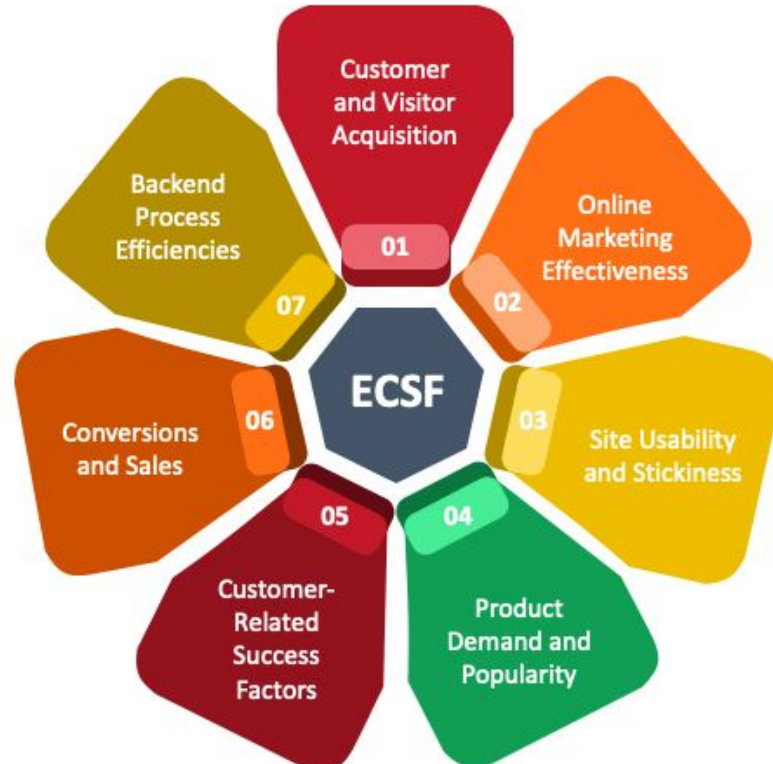 Customer
and Visitor
Acquisition
01
Online
Marketing
Effectiveness
02
Site Usability
and Stickiness
03
Product
Demand and
Popularity
04
Customer-
Related
Success
Factors
05
Conversions
and Sales
06
Backend
Process
Efficiencies
07
ECSF